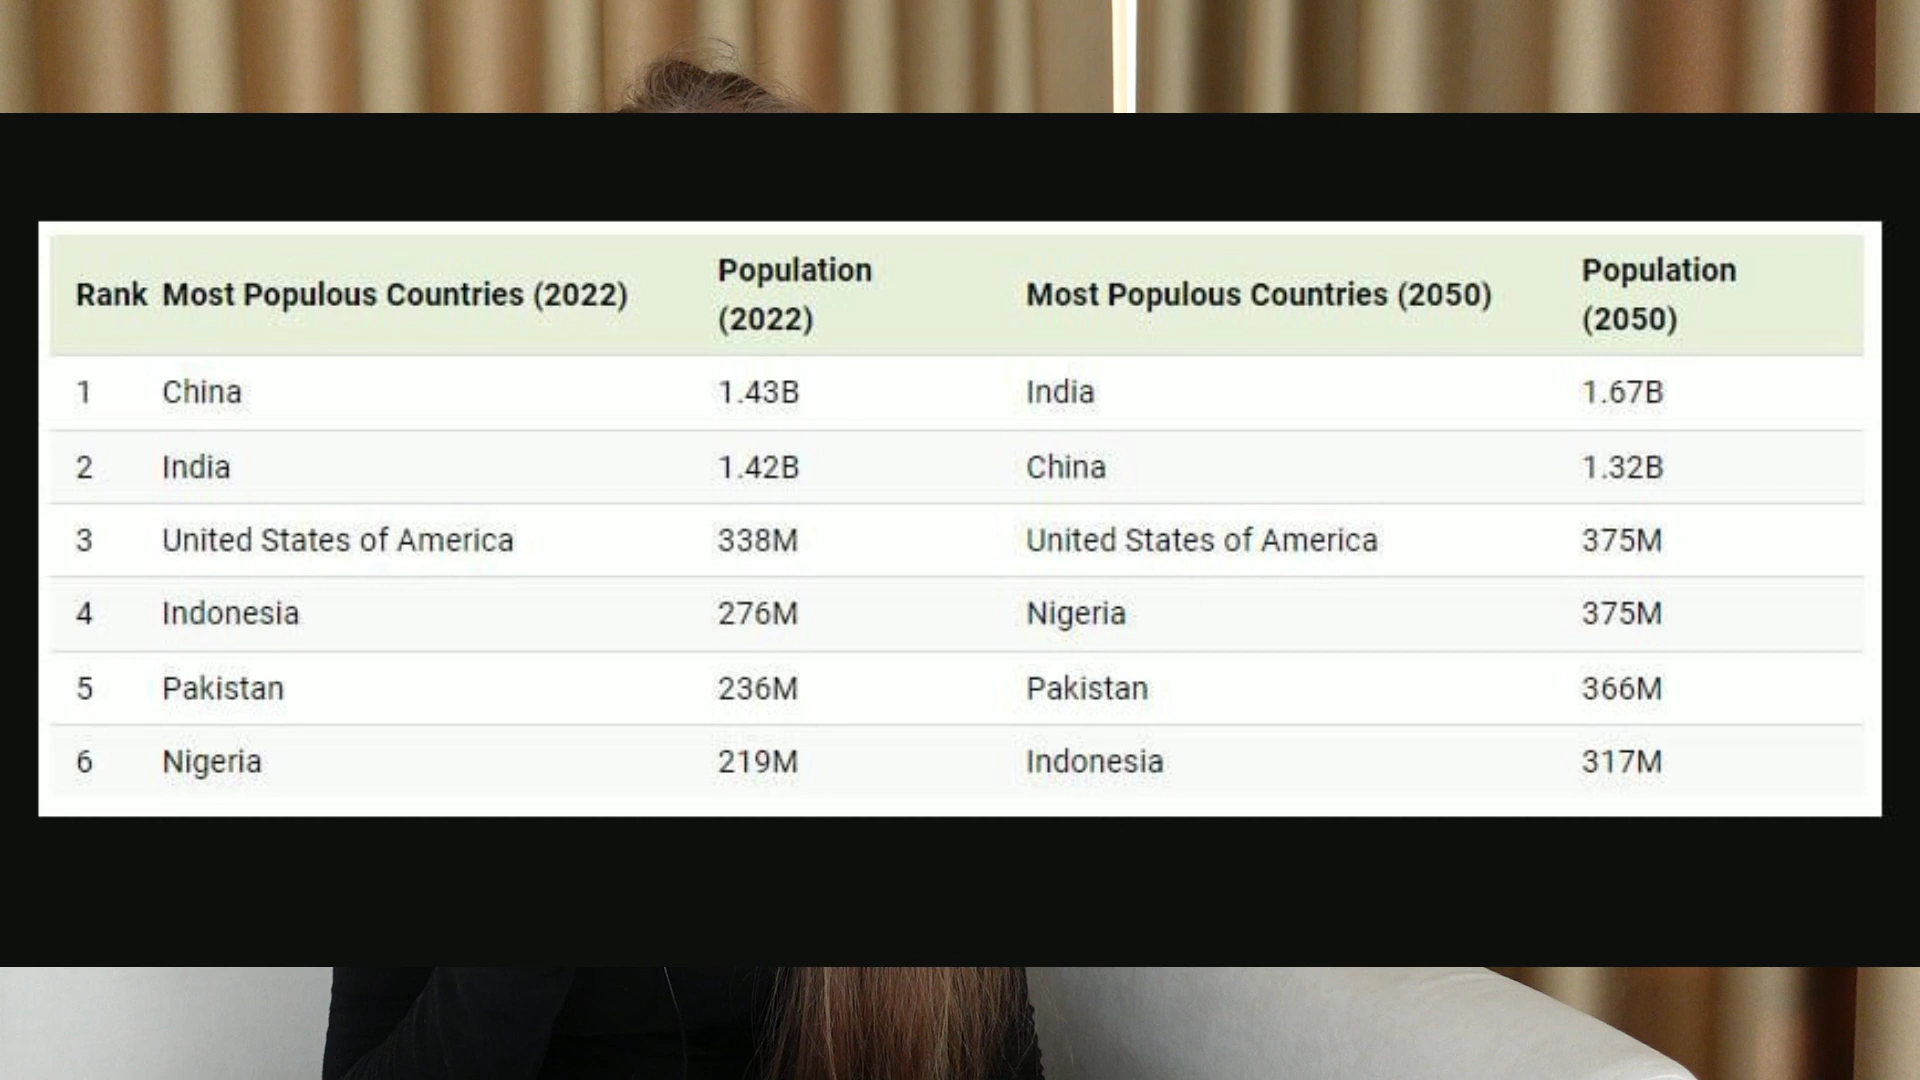 Rank Most Populous Countries (2022) Population (2022) Most Populous Countries (2050) Population (2050)
1 China 1.43B India 1.67B
2 India 1.42B China 1.32B
3 United States of America 338M United States of America 375M
4 Indonesia 276M Nigeria 375M
5 Pakistan 236M Pakistan 366M
6 Nigeria 219M Indonesia 317M